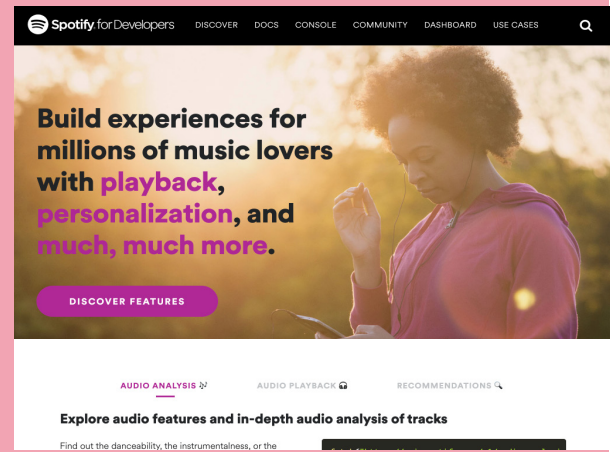 Spotify for Developers DISCOVER DOCS CONSOLE COMMUNITY DASHBOARD USE CASES
Build experiences for
millions of music lovers
with playback,
personalization, and
much, much more.
DISCOVER FEATURES
AUDIO ANALYSIS AUDIO PLAYBACK RECOMMENDATIONS
Explore audio features and in-depth audio analysis of tracks
Find out the danceability, the instrumentalness, or the